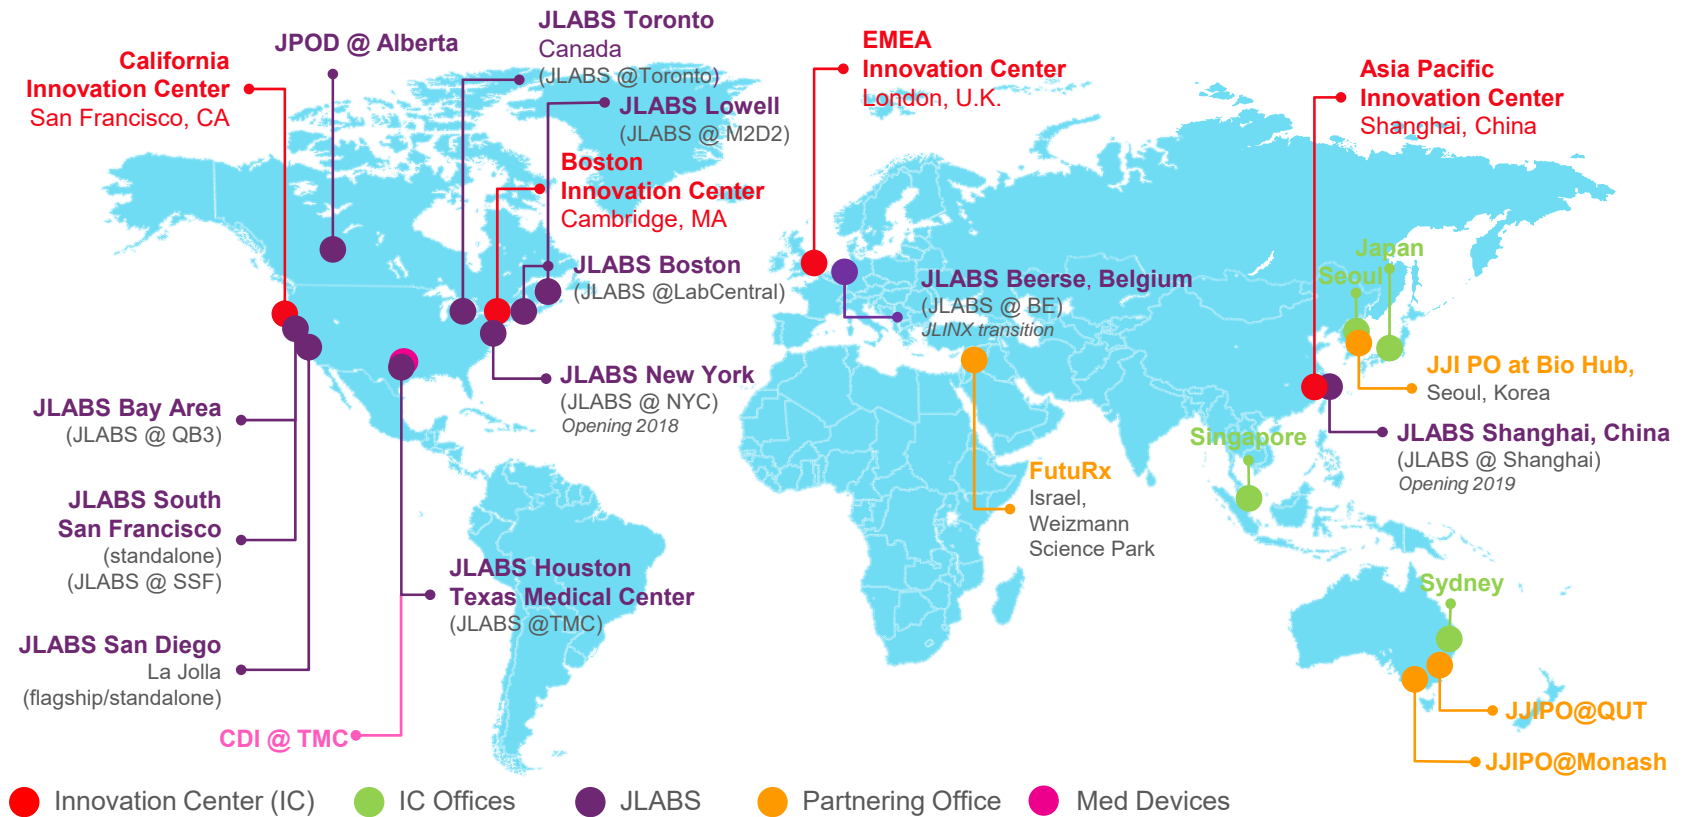 California
Innovation Center
San Francisco, CA
JPOD @ Alberta
JLABS Toronto
Canada
(JLABS @Toronto)
JLABS Lowell
(JLABS @ M2D2)
Boston
Innovation Center
Cambridge, MA
JLABS Boston
(JLABS @LabCentral)
JLABS New York
(JLABS @ NYC)
Opening 2018
JLABS Bay Area
(JLABS @ QB3)
JLABS South
San Francisco
(standalone)
(JLABS @ SSF)
JLABS San Diego
La Jolla
(flagship/standalone)
CDI @ TMC
JLABS Houston
Texas Medical Center
(JLABS @TMC)
EMEA
Innovation Center
London, U.K.
JLABS Beerse, Belgium
(JLABS @ BE)
JLINX transition
FutuRx
Israel,
Weizmann
Science Park
Asia Pacific
Innovation Center
Shanghai, China
Japan
Seoul
JJI PO at Bio Hub,
Seoul, Korea
JLABS Shanghai, China
(JLABS @ Shanghai)
Opening 2019
Singapore
Sydney
JJIPO@QUT
JJIPO@Monash
Innovation Center (IC)
IC Offices
JLABS
Partnering Office
Med Devices